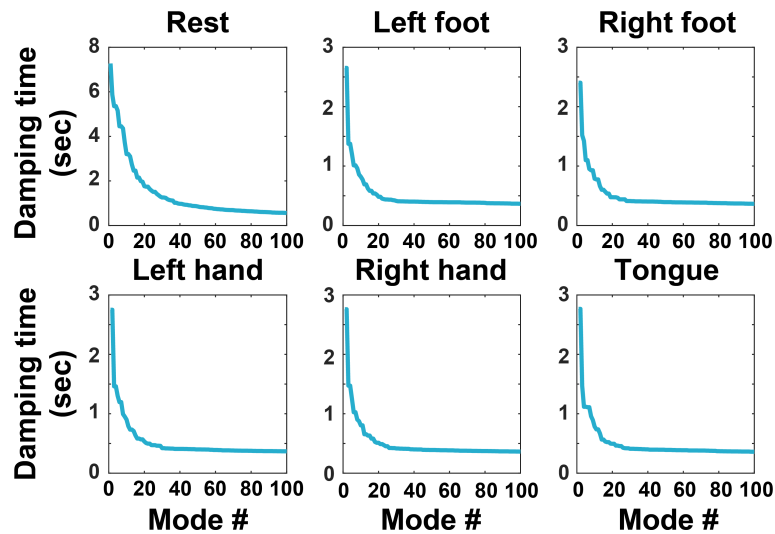 Rest Left foot Right foot
Damping time
(sec)
8 3 3
6
2 2
4
1 1
2
0 0 0
0 20 40 60 80 100 0 20 40 60 80 100 0 20 40 60 80 100
Left hand Right hand Tongue
Damping time
(sec)
3 3 3
2 2 2
1 1 1
0 0 0
0 20 40 60 80 100 0 20 40 60 80 100 0 20 40 60 80 100
Mode # Mode # Mode #